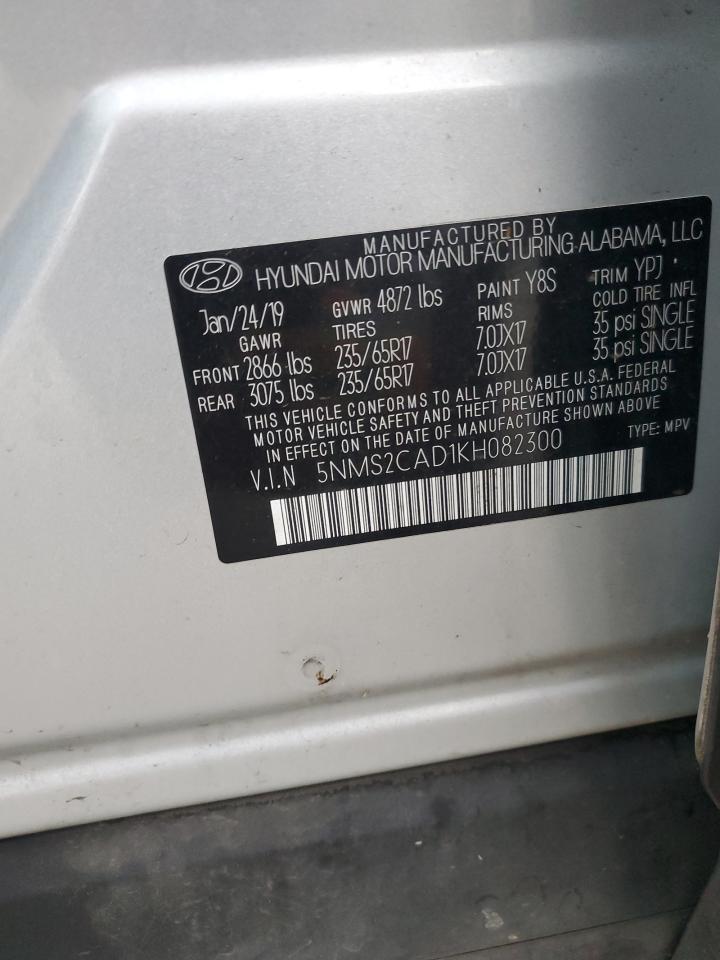 MANUFACTURED BY
HYUNDAI MOTOR MANUFACTURING ALABAMA, LLC
Jan/24/19 GVWR 4872 lbs PAINT Y8S TRIM YPJ
GAWR TIRES RIMS COLD TIRE INFL
FRONT 2866 lbs 235/65R17 7.0JX17 35 psi SINGLE
REAR 3075 lbs 235/65R17 7.0JX17 35 psi SINGLE
THIS VEHICLE CONFORMS TO ALL APPLICABLE U.S.A. FEDERAL
MOTOR VEHICLE SAFETY AND THEFT PREVENTION STANDARDS
IN EFFECT ON THE DATE OF MANUFACTURE SHOWN ABOVE
V.I.N 5NMS2CAD1KH082300 TYPE: MPV